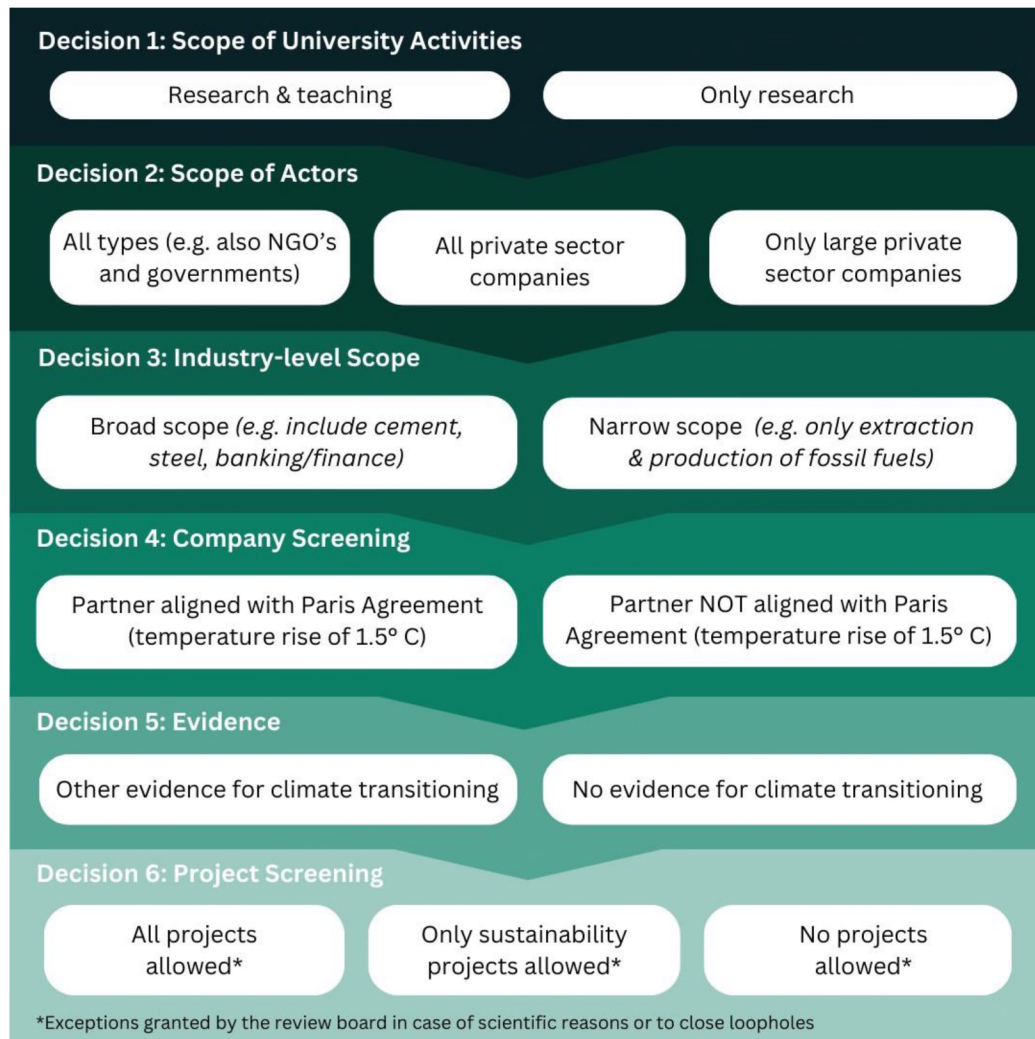 Decision 1: Scope of University Activities
Research & teaching
Only research
Decision 2: Scope of Actors
All types (e.g. also NGO's
and governments)
All private sector
companies
Only large private
sector companies
Decision 3: Industry-level Scope
Broad scope (e.g. include cement,
steel, banking/finance)
Narrow scope (e.g. only extraction
& production of fossil fuels)
Decision 4: Company Screening
Partner aligned with Paris Agreement
(temperature rise of 1.5° C)
Partner NOT aligned with Paris
Agreement (temperature rise of 1.5° C)
Decision 5: Evidence
Other evidence for climate transitioning
No evidence for climate transitioning
Decision 6: Project Screening
All projects
allowed*
Only sustainability
projects allowed*
No projects
allowed*
*Exceptions granted by the review board in case of scientific reasons or to close loopholes